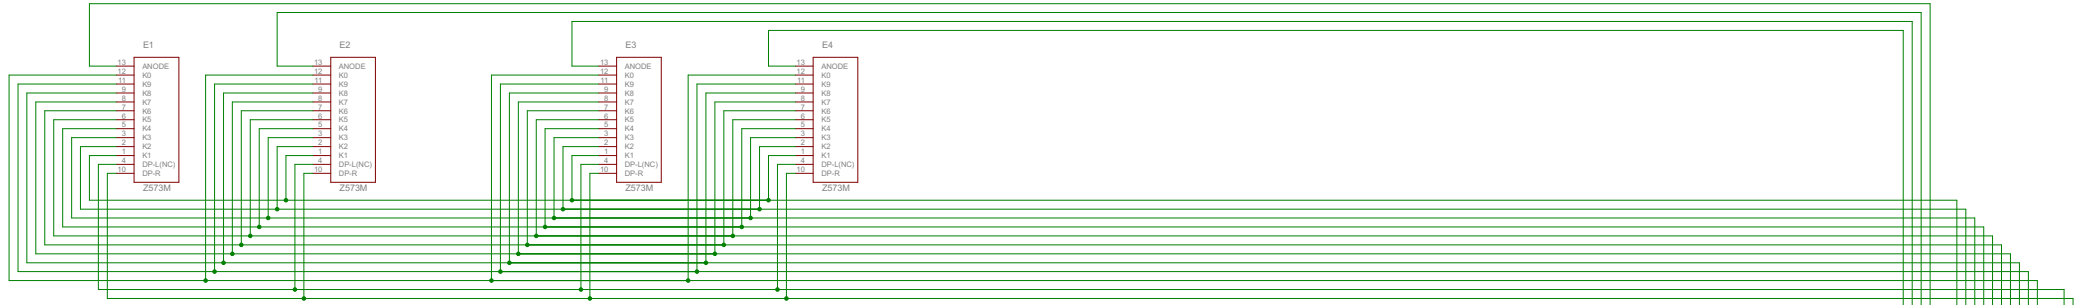 E1 E2 E3 E4
13 ANODE 13 ANODE 13 ANODE 13 ANODE
12 K0 12 K0 12 K0 12 K0
11 K9 11 K9 11 K9 11 K9
9 K8 9 K8 9 K8 9 K8
8 K7 8 K7 8 K7 8 K7
7 K6 7 K6 7 K6 7 K6
6 K5 6 K5 6 K5 6 K5
5 K4 5 K4 5 K4 5 K4
3 K3 3 K3 3 K3 3 K3
2 K2 2 K2 2 K2 2 K2
1 K1 1 K1 1 K1 1 K1
4 DP-L(NC) 4 DP-L(NC) 4 DP-L(NC) 4 DP-L(NC)
10 DP-R 10 DP-R 10 DP-R 10 DP-R
Z573M Z573M Z573M Z573M